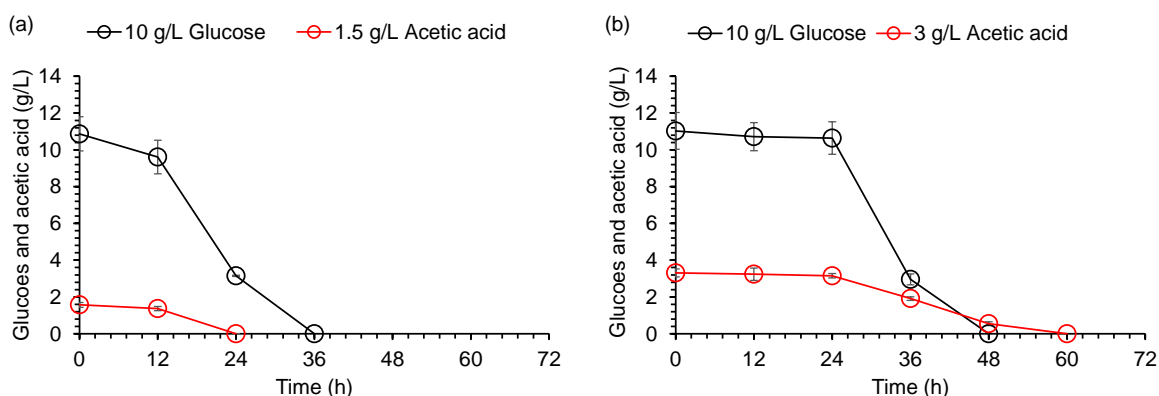 (a)
10 g/L Glucose 1.5 g/L Acetic acid
Glucoes and acetic acid (g/L)
14
12
10
8
6
4
2
0
0 12 24 36 48 60 72
Time (h)
(b)
10 g/L Glucose 3 g/L Acetic acid
Glucoes and acetic acid (g/L)
14
12
10
8
6
4
2
0
0 12 24 36 48 60 72
Time (h)